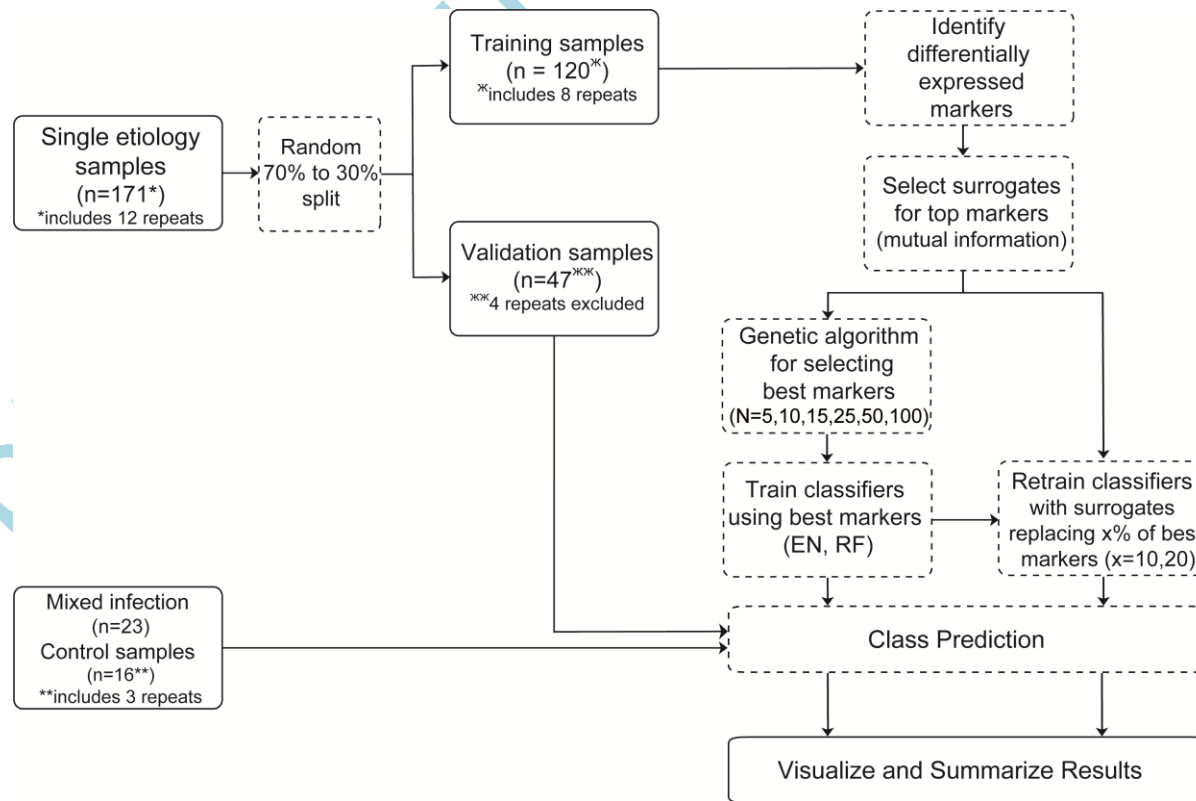 Single etiology
samples
(n=171*)
*includes 12 repeats
Random
70% to 30%
split
Training samples
(n = 120ж)
жincludes 8 repeats
Validation samples
(n=47жж)
жж4 repeats excluded
Identify
differentially
expressed
markers
Select surrogates
for top markers
(mutual information)
Genetic algorithm
for selecting
best markers
(N=5,10,15,25,50,100)
Train classifiers
using best markers
(EN, RF)
Retrain classifiers
with surrogates
replacing x% of best
markers (x=10,20)
Mixed infection
(n=23)
Control samples
(n=16**)
**includes 3 repeats
Class Prediction
Visualize and Summarize Results